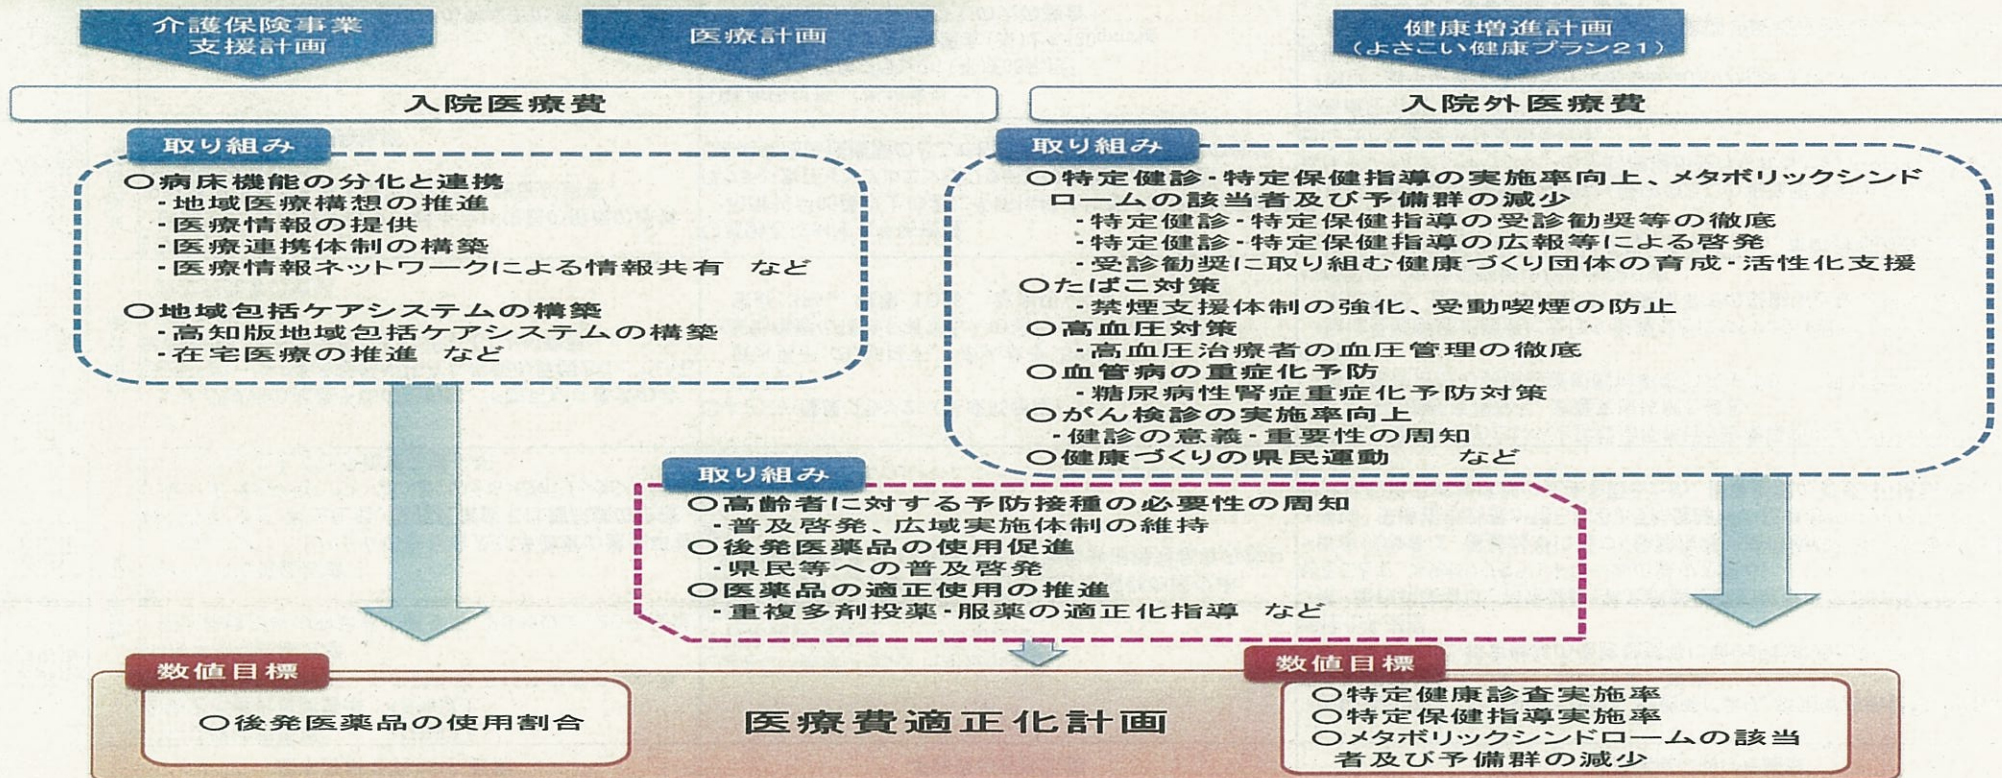 介護保険事業
支援計画
医療計画
健康増進計画
(よさこい健康プラン21)
入院医療費
入院外医療費
取り組み
○病床機能の分化と連携
・地域医療構想の推進
・医療情報の提供
・医療連携体制の構築
・医療情報ネットワークによる情報共有 など
○地域包括ケアシステムの構築
・高知版地域包括ケアシステムの構築
・在宅医療の推進 など
取り組み
○特定健診・特定保健指導の実施率向上、メタボリックシンド
ロームの該当者及び予備群の減少
・特定健診・特定保健指導の受診勧奨等の徹底
・特定健診・特定保健指導の広報等による啓発
・受診勧奨に取り組む健康づくり団体の育成・活性化支援
○たばこ対策
・禁煙支援体制の強化、受動喫煙の防止
○高血圧対策
・高血圧治療者の血圧管理の徹底
○血管病の重症化予防
・糖尿病性腎症重症化予防対策
○がん検診の実施率向上
・健診の意義・重要性の周知
○健康づくりの県民運動 など
取り組み
○高齢者に対する予防接種の必要性の周知
・普及啓発、広域実施体制の維持
○後発医薬品の使用促進
・県民等への普及啓発
○医薬品の適正使用の推進
・重複多剤投薬・服薬の適正化指導 など
数値目標
○後発医薬品の使用割合
医療費適正化計画
数値目標
○特定健康診査実施率
○特定保健指導実施率
○メタボリックシンドロームの該当
者及び予備群の減少